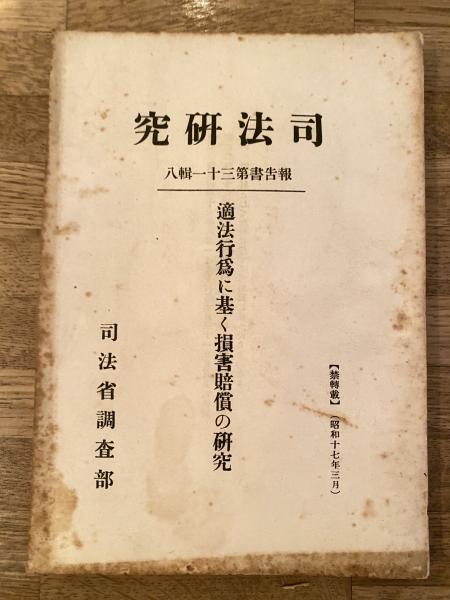 司法硏究
報告書第三十一輯八
【禁轉載】（昭和十七年三月）
適法行爲に基く損害賠償の硏究
司法省調査部